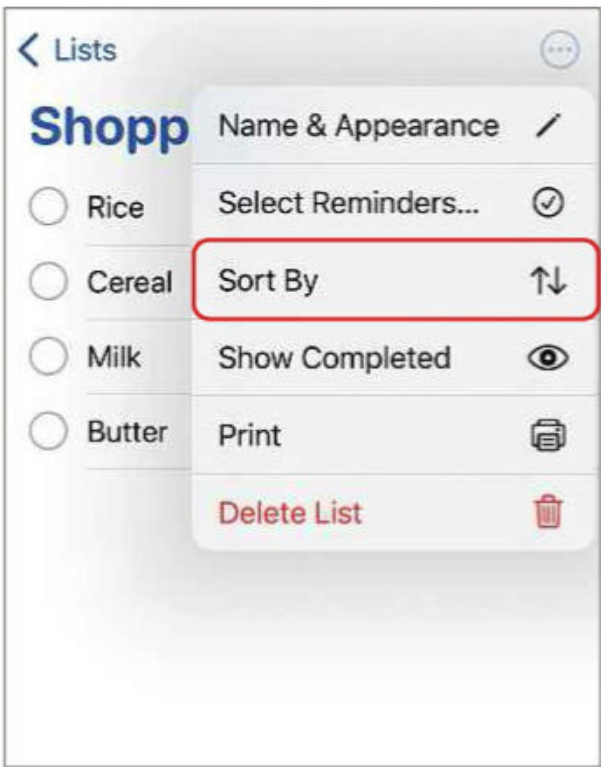 Lists
Shopp
Name & Appearance
Rice
Select Reminders...
Cereal
Sort By
Milk
Show Completed
Butter
Print
Delete List